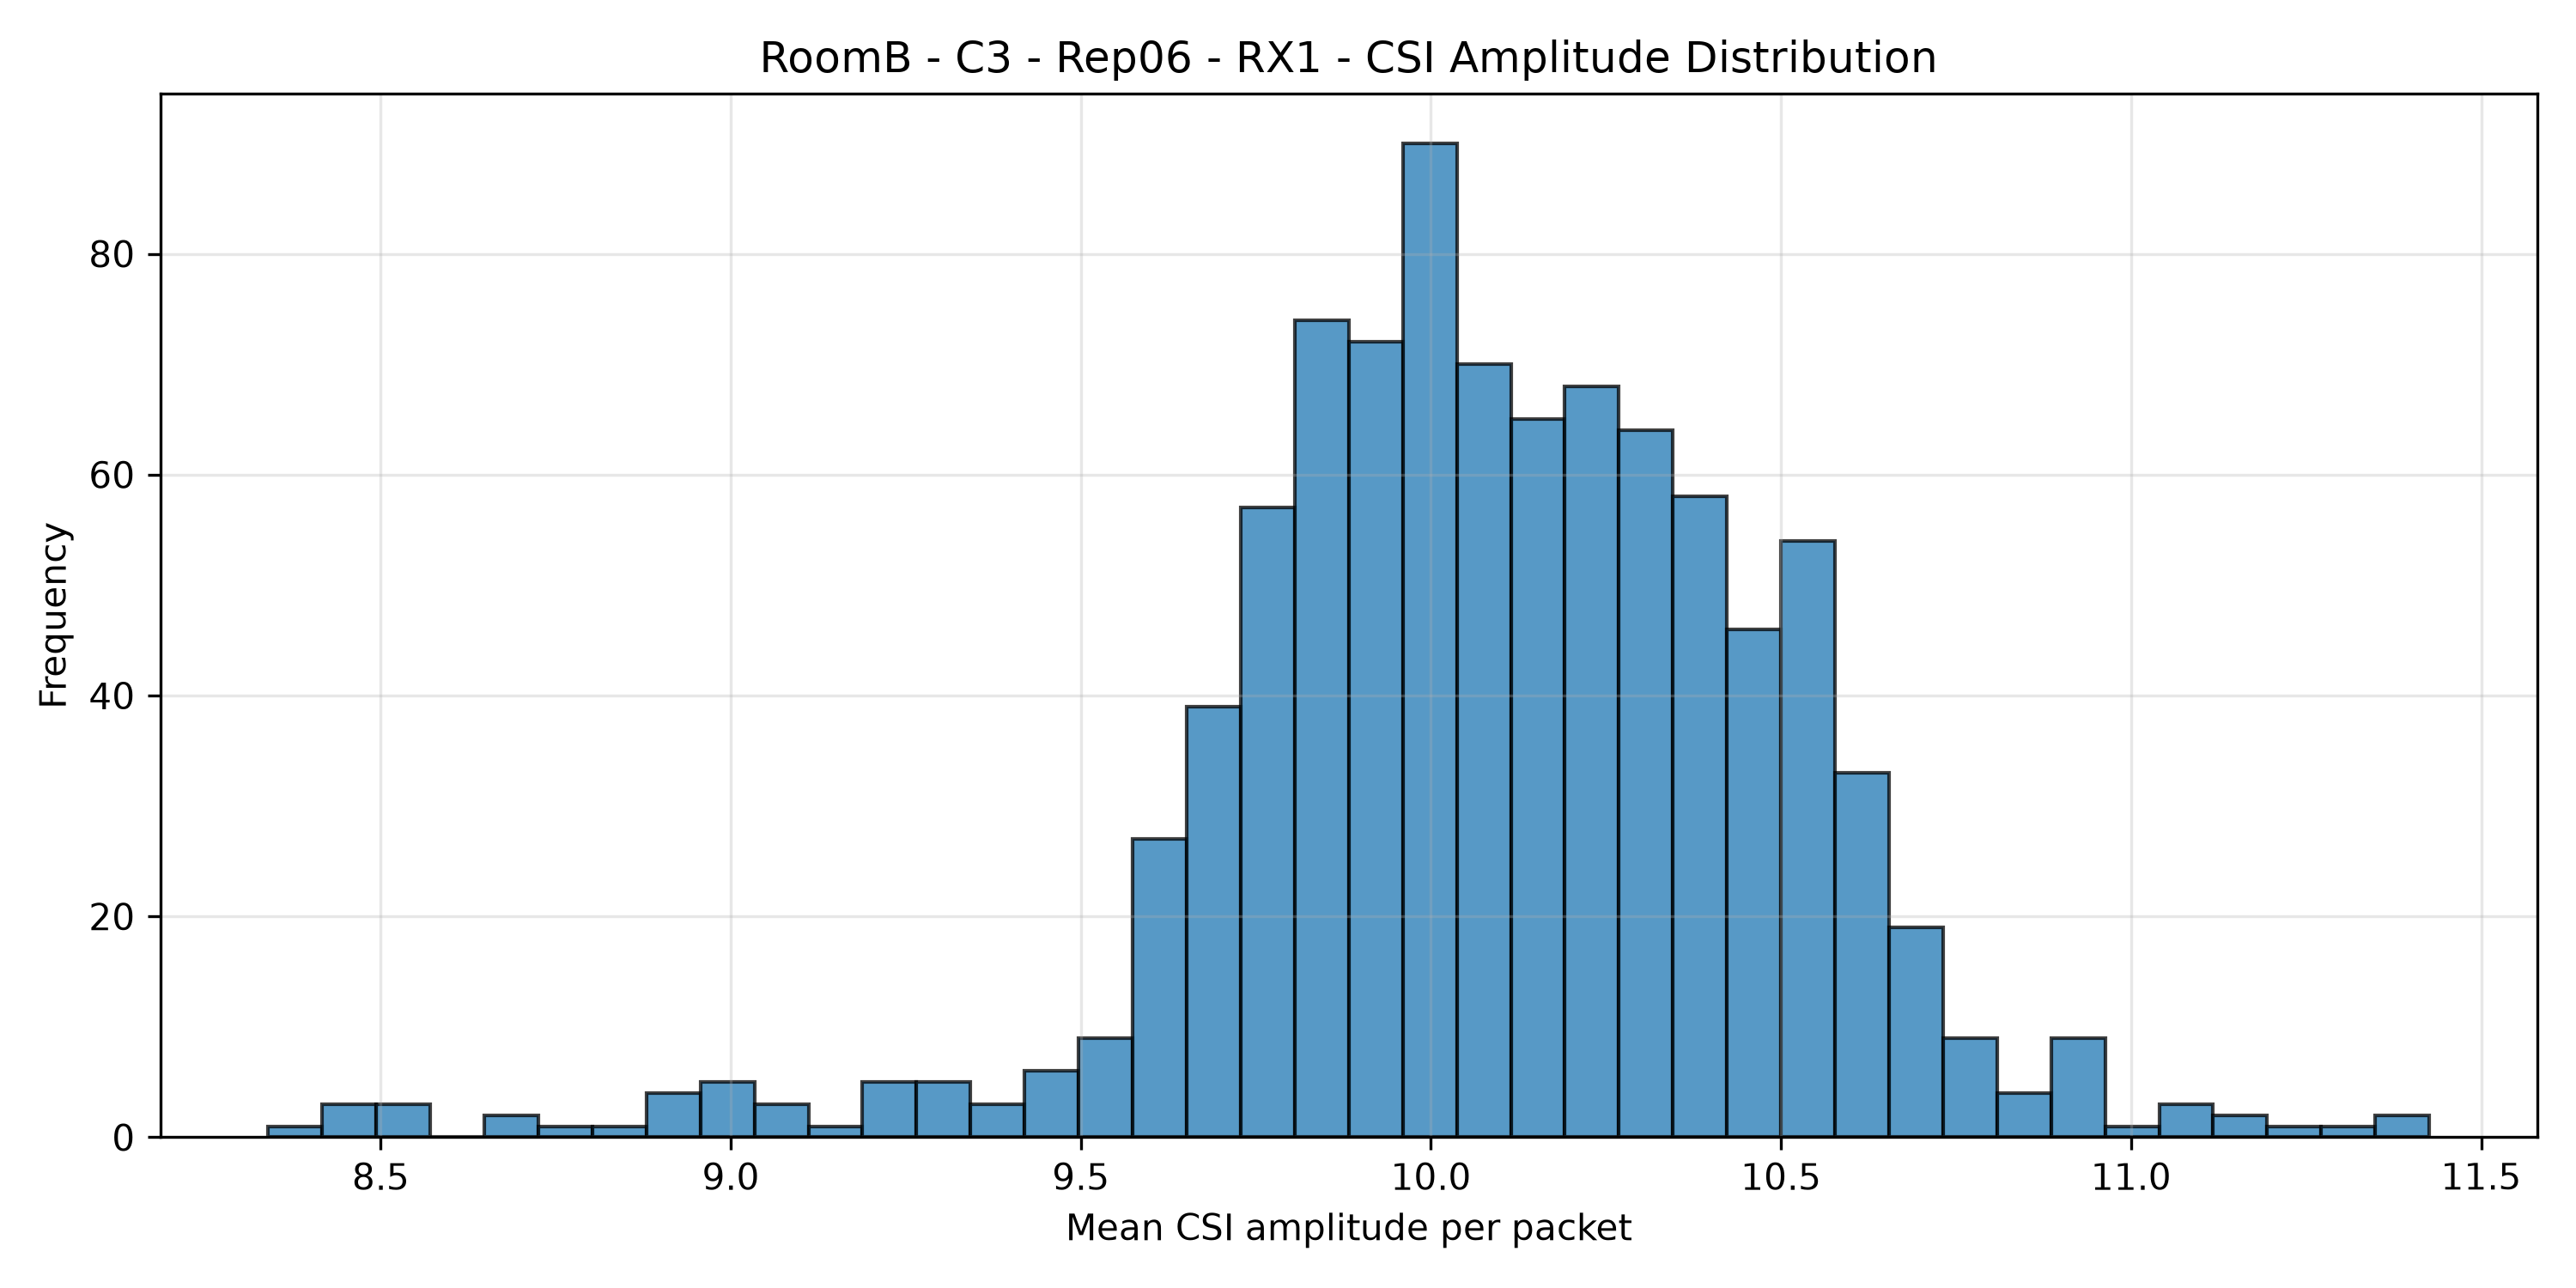 RoomB - C3 - Rep06 - RX1 - CSI Amplitude Distribution
Frequency
80
60
40
20
0
8.5 9.0 9.5 10.0 10.5 11.0 11.5
Mean CSI amplitude per packet